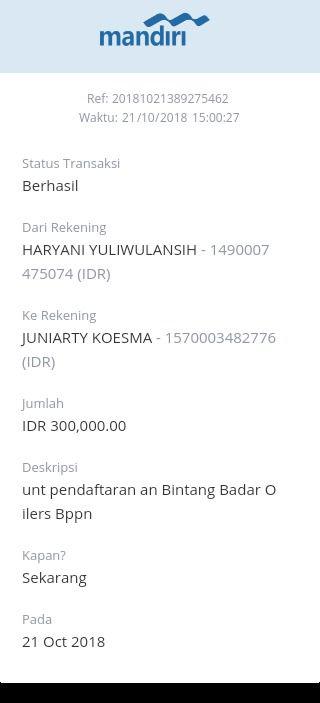 mandiri
Ref: 20181021389275462
Waktu: 21/10/2018 15:00:27
Status Transaksi
Berhasil
Dari Rekening
HARYANI YULIWULANSIH - 1490007
475074 (IDR)
Ke Rekening
JUNIARTY KOESMA - 1570003482776
(IDR)
Jumlah
IDR 300,000.00
Deskripsi
unt pendaftaran an Bintang Badar O
ilers Bppn
Kapan?
Sekarang
Pada
21 Oct 2018